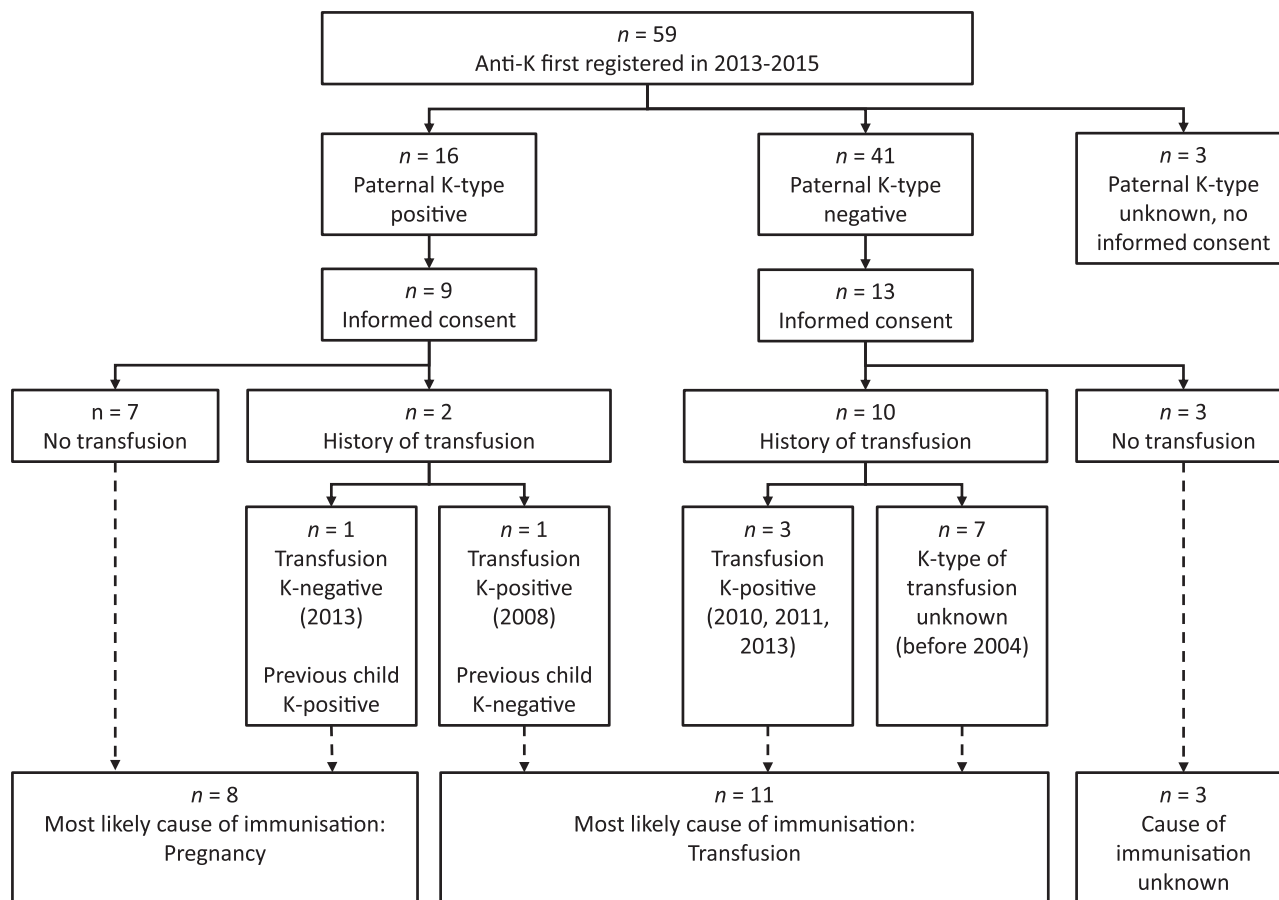 n = 59
Anti-K first registered in 2013-2015
n = 16
Paternal K-type
positive
n = 41
Paternal K-type
negative
n = 3
Paternal K-type
unknown, no
informed consent
n = 9
Informed consent
n = 13
Informed consent
n = 7
No transfusion
n = 2
History of transfusion
n = 10
History of transfusion
n = 3
No transfusion
n = 1
Transfusion
K-negative
(2013)
Previous child
K-positive
n = 1
Transfusion
K-positive
(2008)
Previous child
K-negative
n = 3
Transfusion
K-positive
(2010, 2011,
2013)
n = 7
K-type of
transfusion
unknown
(before 2004)
n = 8
Most likely cause of immunisation:
Pregnancy
n = 11
Most likely cause of immunisation:
Transfusion
n = 3
Cause of
immunisation
unknown